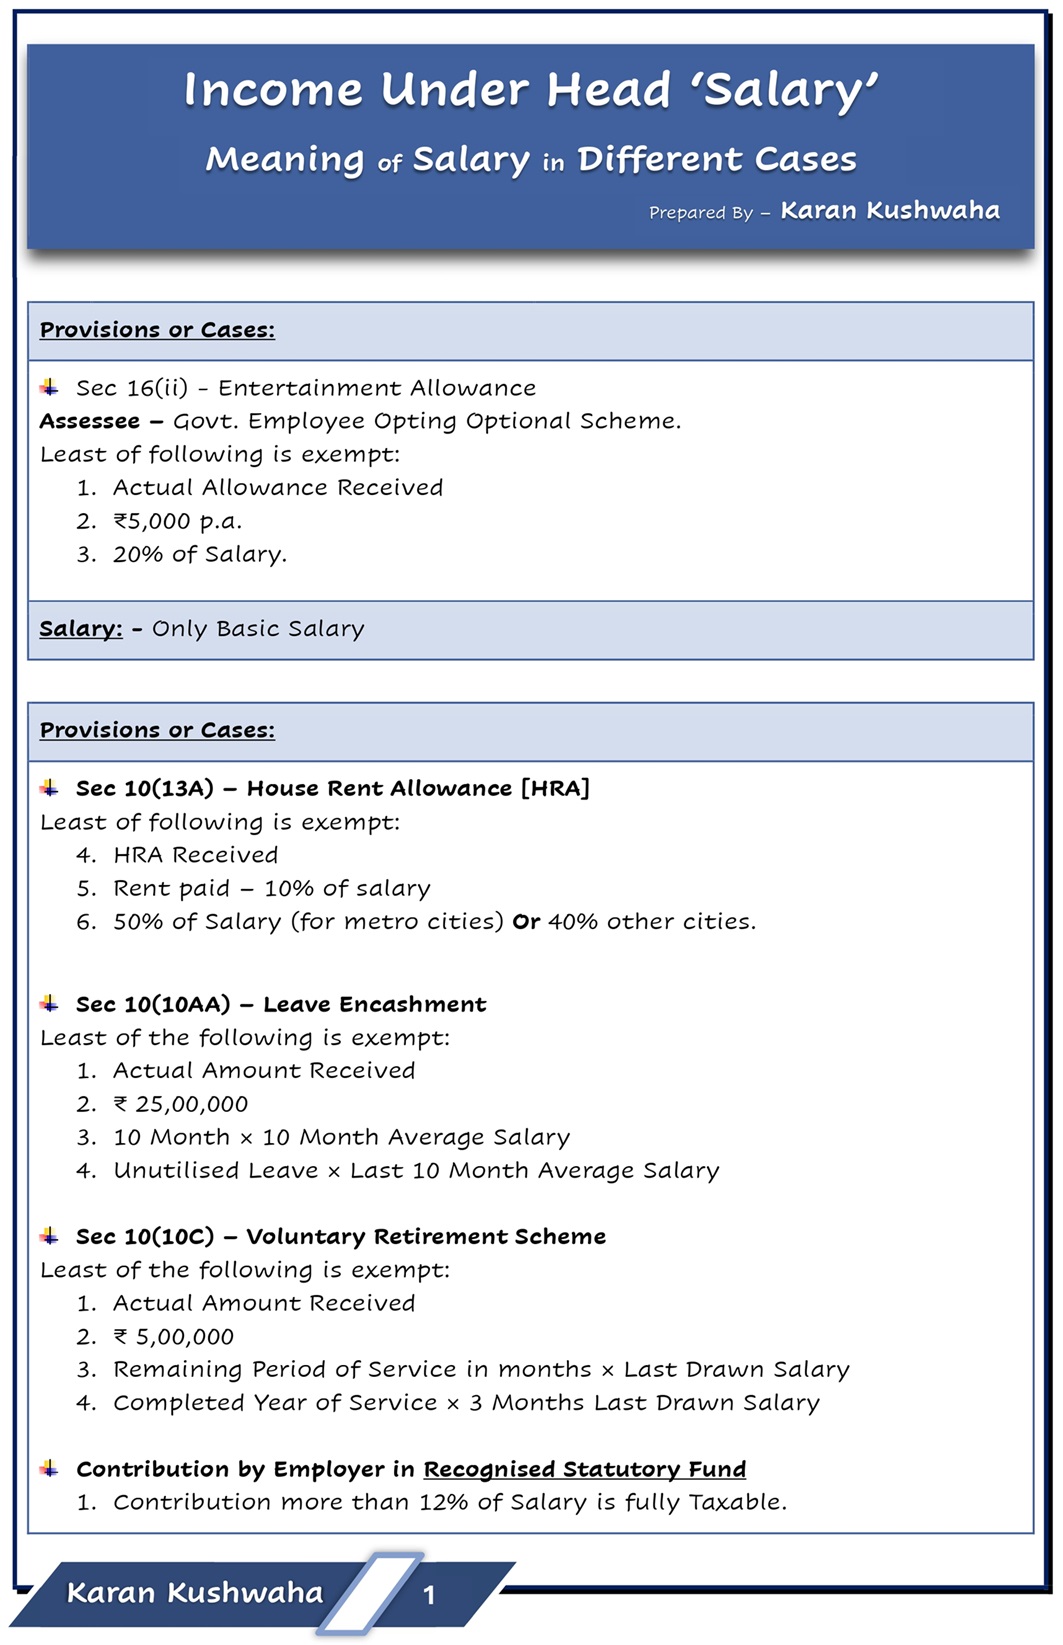 Income Under Head ‘Salary’
Meaning of Salary in Different Cases
Prepared By – Karan Kushwaha
Provisions or Cases:
Sec 16(ii) - Entertainment Allowance
Assessee – Govt. Employee Opting Optional Scheme.
Least of following is exempt:
1. Actual Allowance Received
2. ₹5,000 p.a.
3. 20% of Salary.
Salary: - Only Basic Salary
Provisions or Cases:
Sec 10(13A) – House Rent Allowance [HRA]
Least of following is exempt:
4. HRA Received
5. Rent paid – 10% of salary
6. 50% of Salary (for metro cities) Or 40% other cities.
Sec 10(10AA) – Leave Encashment
Least of the following is exempt:
1. Actual Amount Received
2. ₹ 25,00,000
3. 10 Month × 10 Month Average Salary
4. Unutilised Leave × Last 10 Month Average Salary
Sec 10(10C) – Voluntary Retirement Scheme
Least of the following is exempt:
1. Actual Amount Received
2. ₹ 5,00,000
3. Remaining Period of Service in months × Last Drawn Salary
4. Completed Year of Service × 3 Months Last Drawn Salary
Contribution by Employer in Recognised Statutory Fund
1. Contribution more than 12% of Salary is fully Taxable.
Karan Kushwaha 1